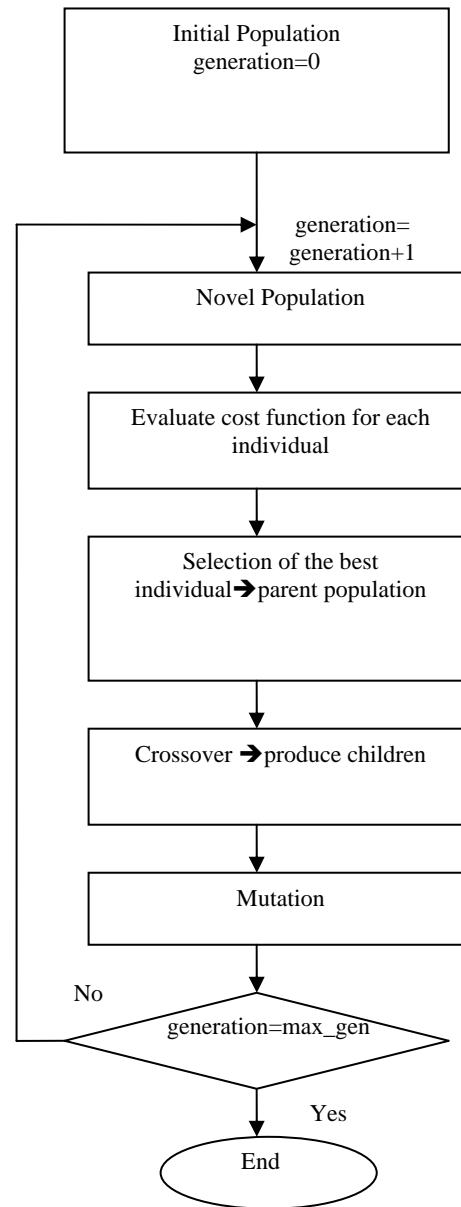 Initial Population
generation=0
generation=
generation+1
Novel Population
Evaluate cost function for each
individual
Selection of the best
individual➔parent population
Crossover ➔produce children
Mutation
No
generation=max_gen
Yes
End